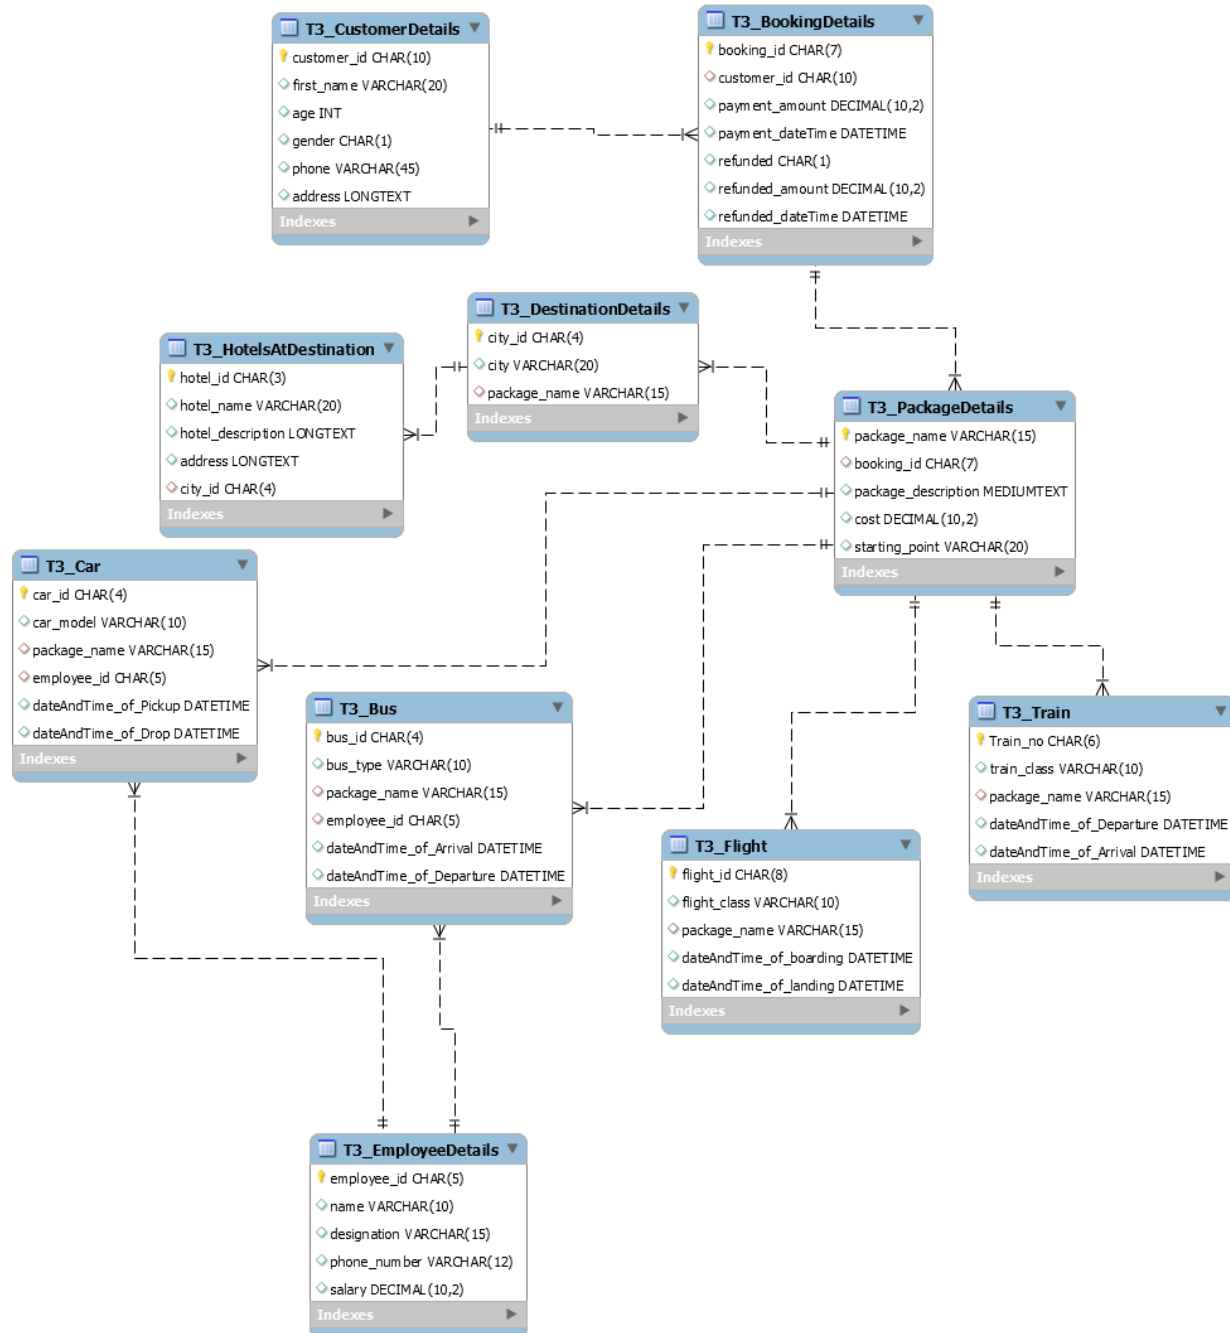 T3_CustomerDetails
customer_id CHAR(10)
first_name VARCHAR(20)
age INT
gender CHAR(1)
phone VARCHAR(45)
address LONGTEXT
Indexes
T3_BookingDetails
booking_id CHAR(7)
customer_id CHAR(10)
payment_amount DECIMAL(10,2)
payment_dateTime DATETIME
refunded CHAR(1)
refunded_amount DECIMAL(10,2)
refunded_dateTime DATETIME
Indexes
T3_DestinationDetails
city_id CHAR(4)
city VARCHAR(20)
package_name VARCHAR(15)
Indexes
T3_HotelsAtDestination
hotel_id CHAR(3)
hotel_name VARCHAR(20)
hotel_description LONGTEXT
address LONGTEXT
city_id CHAR(4)
Indexes
T3_PackageDetails
package_name VARCHAR(15)
booking_id CHAR(7)
package_description MEDIUMTEXT
cost DECIMAL(10,2)
starting_point VARCHAR(20)
Indexes
T3_Car
car_id CHAR(4)
car_model VARCHAR(10)
package_name VARCHAR(15)
employee_id CHAR(5)
dateAndTime_of_Pickup DATETIME
dateAndTime_of_Drop DATETIME
Indexes
T3_Bus
bus_id CHAR(4)
bus_type VARCHAR(10)
package_name VARCHAR(15)
employee_id CHAR(5)
dateAndTime_of_Arrival DATETIME
dateAndTime_of_Departure DATETIME
Indexes
T3_Train
Train_no CHAR(6)
train_class VARCHAR(10)
package_name VARCHAR(15)
dateAndTime_of_Departure DATETIME
dateAndTime_of_Arrival DATETIME
Indexes
T3_Flight
flight_id CHAR(8)
flight_class VARCHAR(10)
package_name VARCHAR(15)
dateAndTime_of_boarding DATETIME
dateAndTime_of_landing DATETIME
Indexes
T3_EmployeeDetails
employee_id CHAR(5)
name VARCHAR(10)
designation VARCHAR(15)
phone_number VARCHAR(12)
salary DECIMAL(10,2)
Indexes